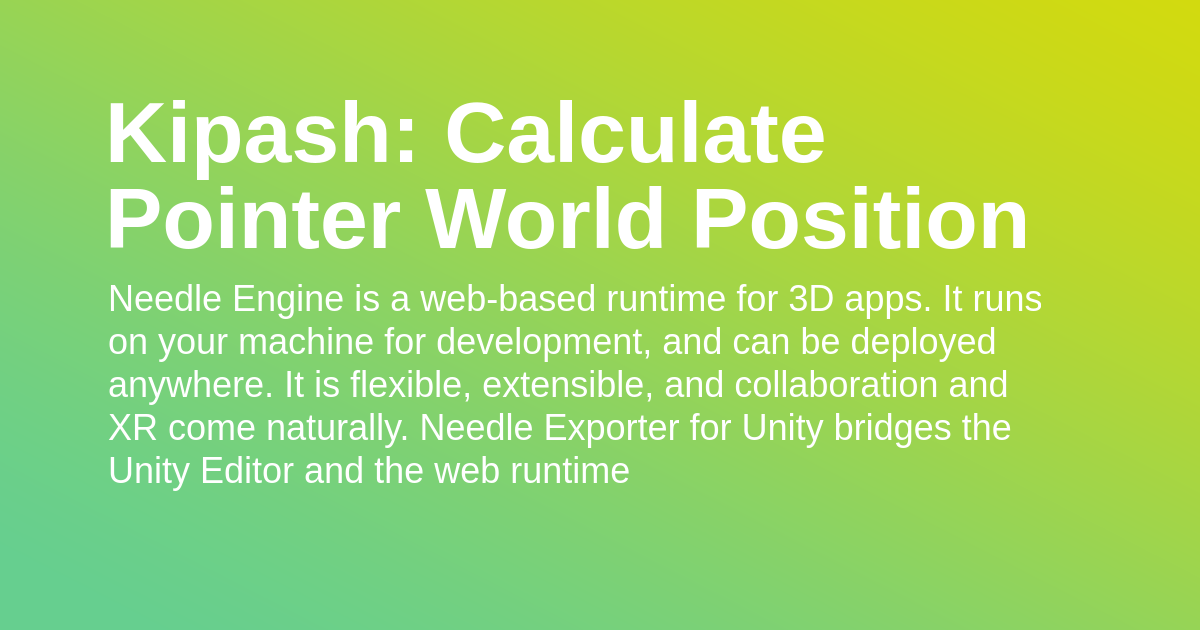 Kipash: Calculate
Pointer World Position
Needle Engine is a web-based runtime for 3D apps. It runs
on your machine for development, and can be deployed
anywhere. It is flexible, extensible, and collaboration and
XR come naturally. Needle Exporter for Unity bridges the
Unity Editor and the web runtime